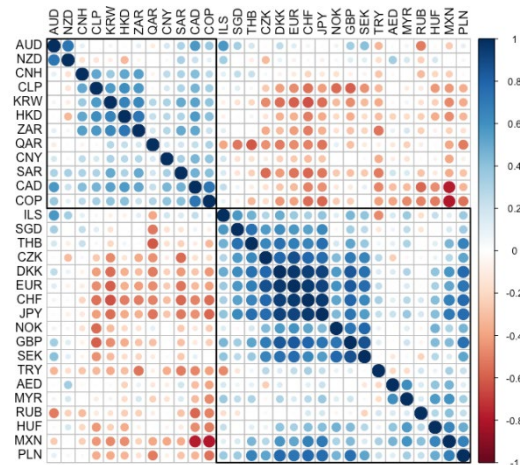 AUD NZD CNH CLP KRW HKD ZAR QAR CNY SAR CAD COP ILS SGD THB CZK DKK EUR CHF JPY NOK GBP SEK TRY AED MYR RUB HUF MXN PLN
AUD
NZD
CNH
CLP
KRW
HKD
ZAR
QAR
CNY
SAR
CAD
COP
ILS
SGD
THB
CZK
DKK
EUR
CHF
JPY
NOK
GBP
SEK
TRY
AED
MYR
RUB
HUF
MXN
PLN
1
0.8
0.6
0.4
0.2
0
-0.2
-0.4
-0.6
-0.8
-1